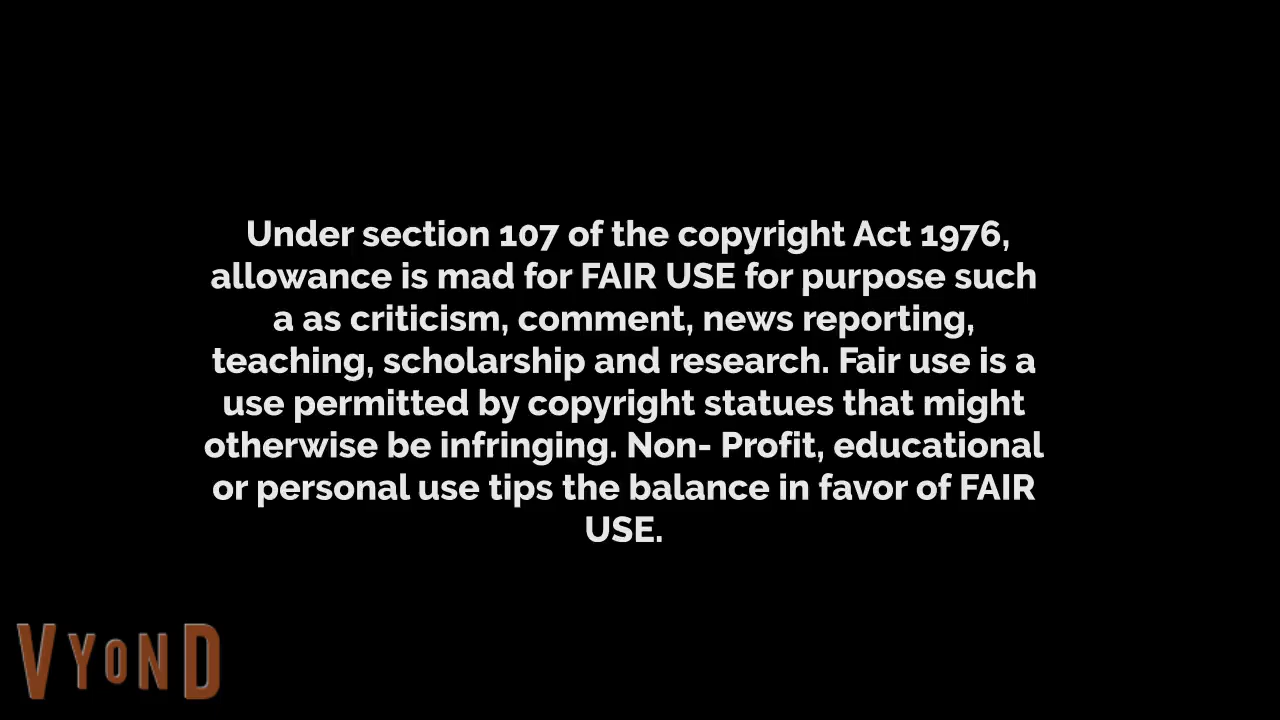 Under section 107 of the copyright Act 1976,
allowance is mad for FAIR USE for purpose such
a as criticism, comment, news reporting,
teaching, scholarship and research. Fair use is a
use permitted by copyright statues that might
otherwise be infringing. Non- Profit, educational
or personal use tips the balance in favor of FAIR
USE.
VYOND